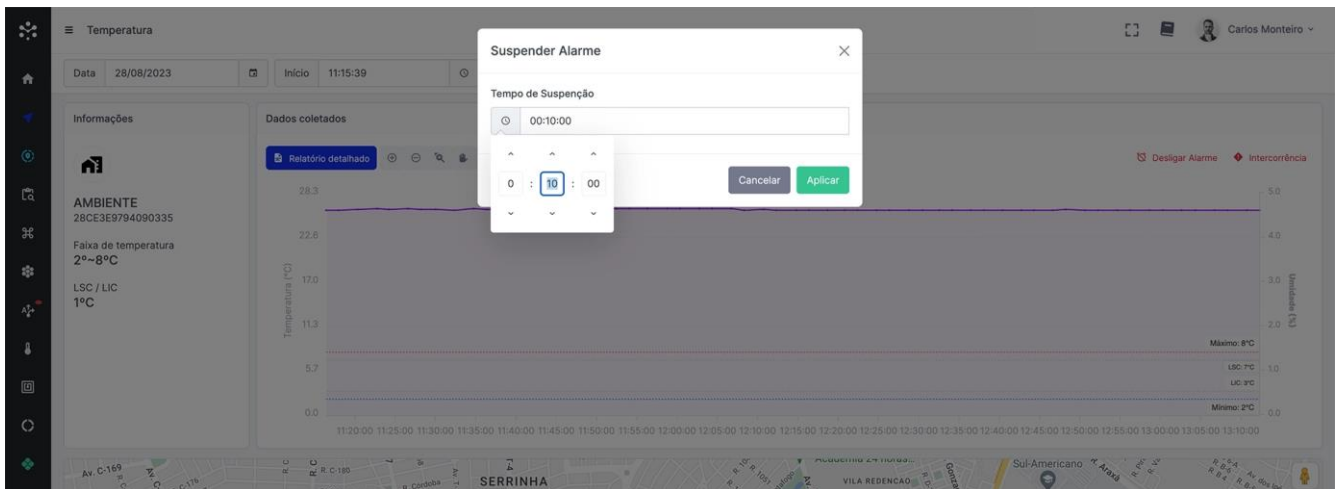 Temperatura
Carlos Monteiro
Data 28/08/2023 Início 11:15:39
Suspender Alarme
Tempo de Suspenção
00:10:00
0 : 10 : 00
Cancelar Aplicar
Informações
AMBIENTE
28CE3E9794090335
Faixa de temperatura
2º~8ºC
LSC / LIC
1ºC
Dados coletados
Relatório detalhado
Desligar Alarme Intercorrência
Temperatura (ºC)
28.3
22.6
17.0
11.3
5.7
0.0
5.0
4.0
3.0
2.0
1.0
0.0
Umidade (%)
Máximo: 8ºC
LSC: 7ºC
LIC: 3ºC
Mínimo: 2ºC
11:20:00 11:25:00 11:30:00 11:35:00 11:40:00 11:45:00 11:50:00 11:55:00 12:00:00 12:05:00 12:10:00 12:15:00 12:20:00 12:25:00 12:30:00 12:35:00 12:40:00 12:45:00 12:50:00 12:55:00 13:00:00 13:05:00 13:10:00
Av. C-169
C-176
R. C-180
R. Córdoba
SERRINHA
R. 1051
Academia 24 horas...
VILA REDENCAO
Sul-Americano
R. Araxá